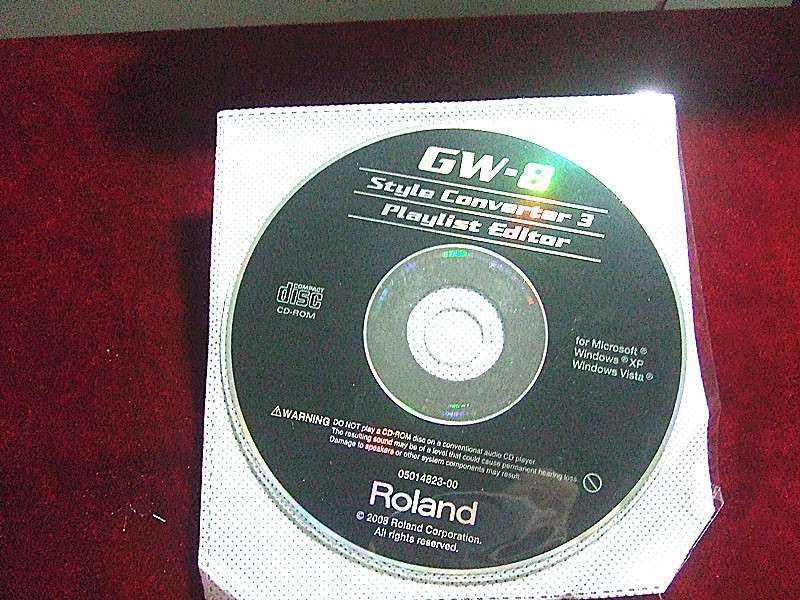 GW-8
Style Converter 3
Playlist Editor
COMPACT
disc
CD-ROM
for Microsoft®
Windows® XP
Windows Vista®
WARNING DO NOT play a CD-ROM disc on a conventional audio CD player.
The resulting sound may be of a level that could cause permanent hearing loss.
Damage to speakers or other system components may result.
05014823-00
Roland
© 2008 Roland Corporation.
All rights reserved.